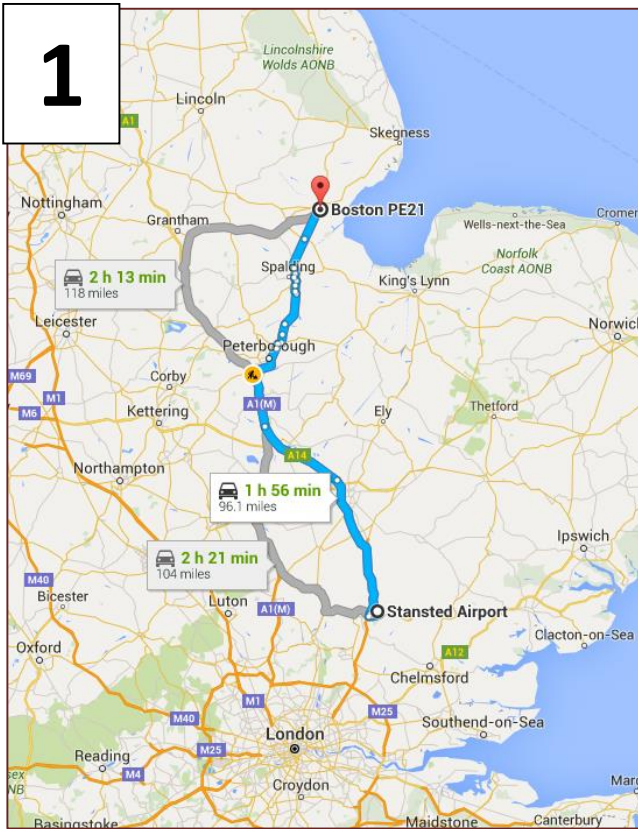 1
Lincolnshire
Wolds AONB
Lincoln
A1
Skegness
Nottingham
Boston PE21
Grantham
Wells-next-the-Sea
Cromer
Spalding
Norfolk
Coast AONB
2 h 13 min
118 miles
King's Lynn
Leicester
Norwich
Peterborough
M69
Corby
M1
A1(M)
M6
Kettering
Ely
Thetford
A14
Northampton
1 h 56 min
96.1 miles
Ipswich
2 h 21 min
104 miles
M40
Bicester
Luton
A1(M)
Stansted Airport
Clacton-on-Sea
Oxford
A12
Chelmsford
M1
M25
M40
Southend-on-Sea
London
M25
Reading
M4
Croydon
Basingstoke
Maidstone
Canterbury